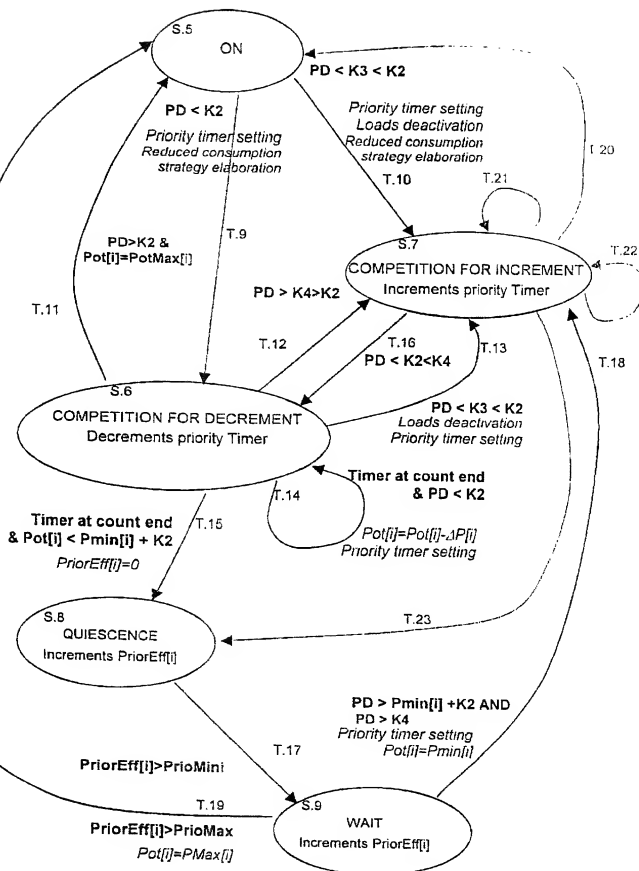 S.5
ON
PD < K3 < K2
PD < K2
Priority timer setting
Reduced consumption
strategy elaboration
Priority timer setting
Loads deactivation
Reduced consumption
strategy elaboration
T.10
T.20
T.21
T.9
S.7
T.22
COMPETITION FOR INCREMENT
Increments priority Timer
PD>K2 &
Pot[i]=PotMax[i]
T.11
PD > K4>K2
T.12
T.16
PD < K2<K4
T.13
T.18
S.6
COMPETITION FOR DECREMENT
Decrements priority Timer
PD < K3 < K2
Loads deactivation
Priority timer setting
Timer at count end
& PD < K2
T.14
Timer at count end
& Pot[i] < Pmin[i] + K2
T.15
PriorEff[i]=0
Pot[i]=Pot[i]-ΔP[i]
Priority timer setting
S.8
QUIESCENCE
Increments PriorEff[i]
T.23
PD > Pmin[i] +K2 AND
PD > K4
Priority timer setting
Pot[i]=Pmin[i]
T.17
PriorEff[i]>PrioMini
T.19
S.9
WAIT
Increments PriorEff[i]
PriorEff[i]>PrioMax
Pot[i]=PMax[i]